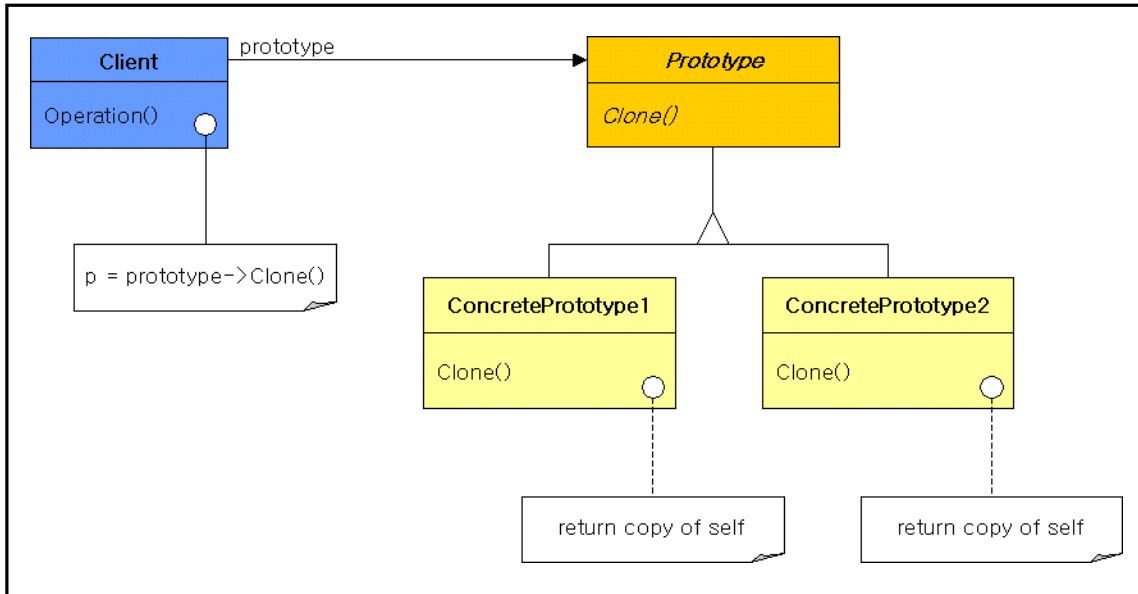 Client
Operation()
prototype
Prototype
Clone()
p = prototype->Clone()
ConcretePrototype1
Clone()
ConcretePrototype2
Clone()
return copy of self
return copy of self